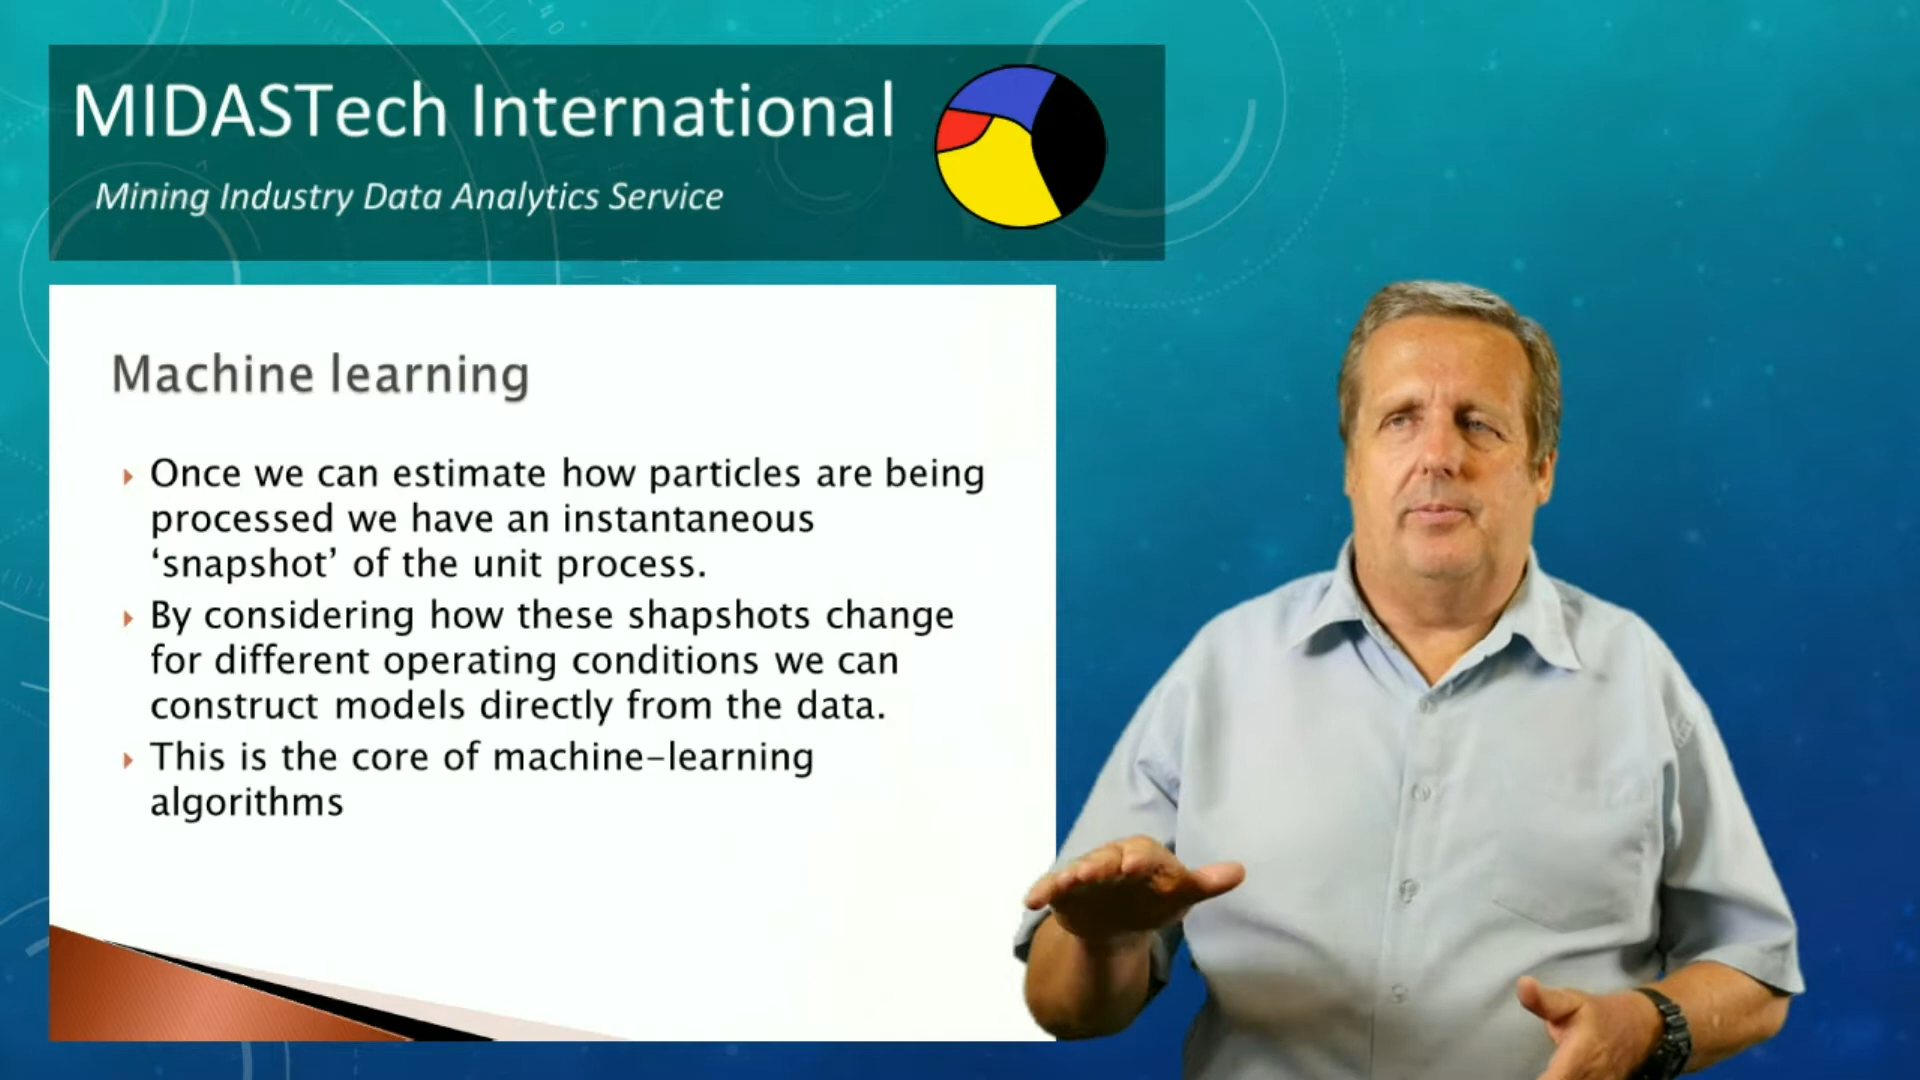 MIDASTech International
Mining Industry Data Analytics Service
Machine learning
Once we can estimate how particles are being
processed we have an instantaneous
‘snapshot’ of the unit process.
By considering how these shapshots change
for different operating conditions we can
construct models directly from the data.
This is the core of machine-learning
algorithms